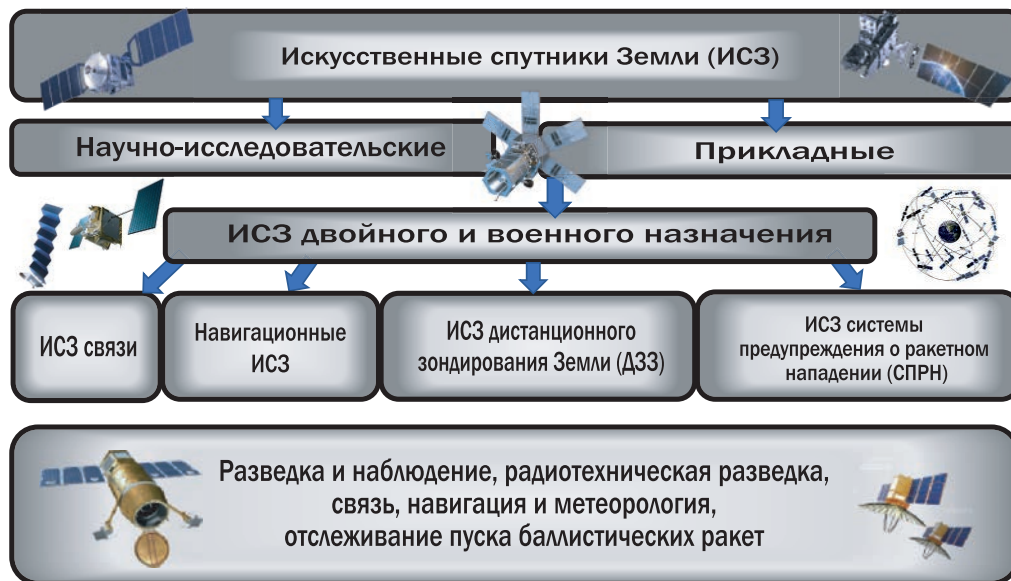 Искусственные спутники Земли (ИСЗ)
Научно-исследовательские
Прикладные
ИСЗ двойного и военного назначения
ИСЗ связи
Навигационные
ИСЗ
ИСЗ дистанционного
зондирования Земли (ДЗЗ)
ИСЗ системы
предупреждения о ракетном
нападении (СПРН)
Разведка и наблюдение, радиотехническая разведка,
связь, навигация и метеорология,
отслеживание пуска баллистических ракет